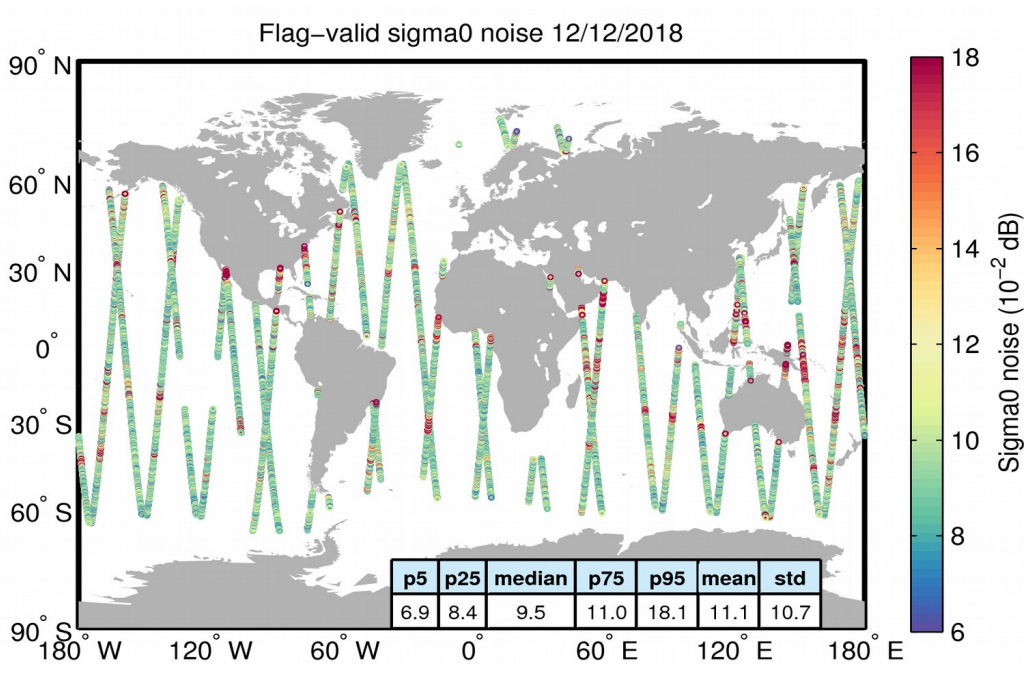 Flag−valid sigma0 noise 12/12/2018
90° N
60° N
30° N
0°
30° S
60° S
90° S
180° W
120° W
60° W
0°
60° E
120° E
180° E
p5 p25 median p75 p95 mean std
6.9 8.4 9.5 11.0 18.1 11.1 10.7
18
16
14
12
10
8
6
Sigma0 noise (10⁻² dB)